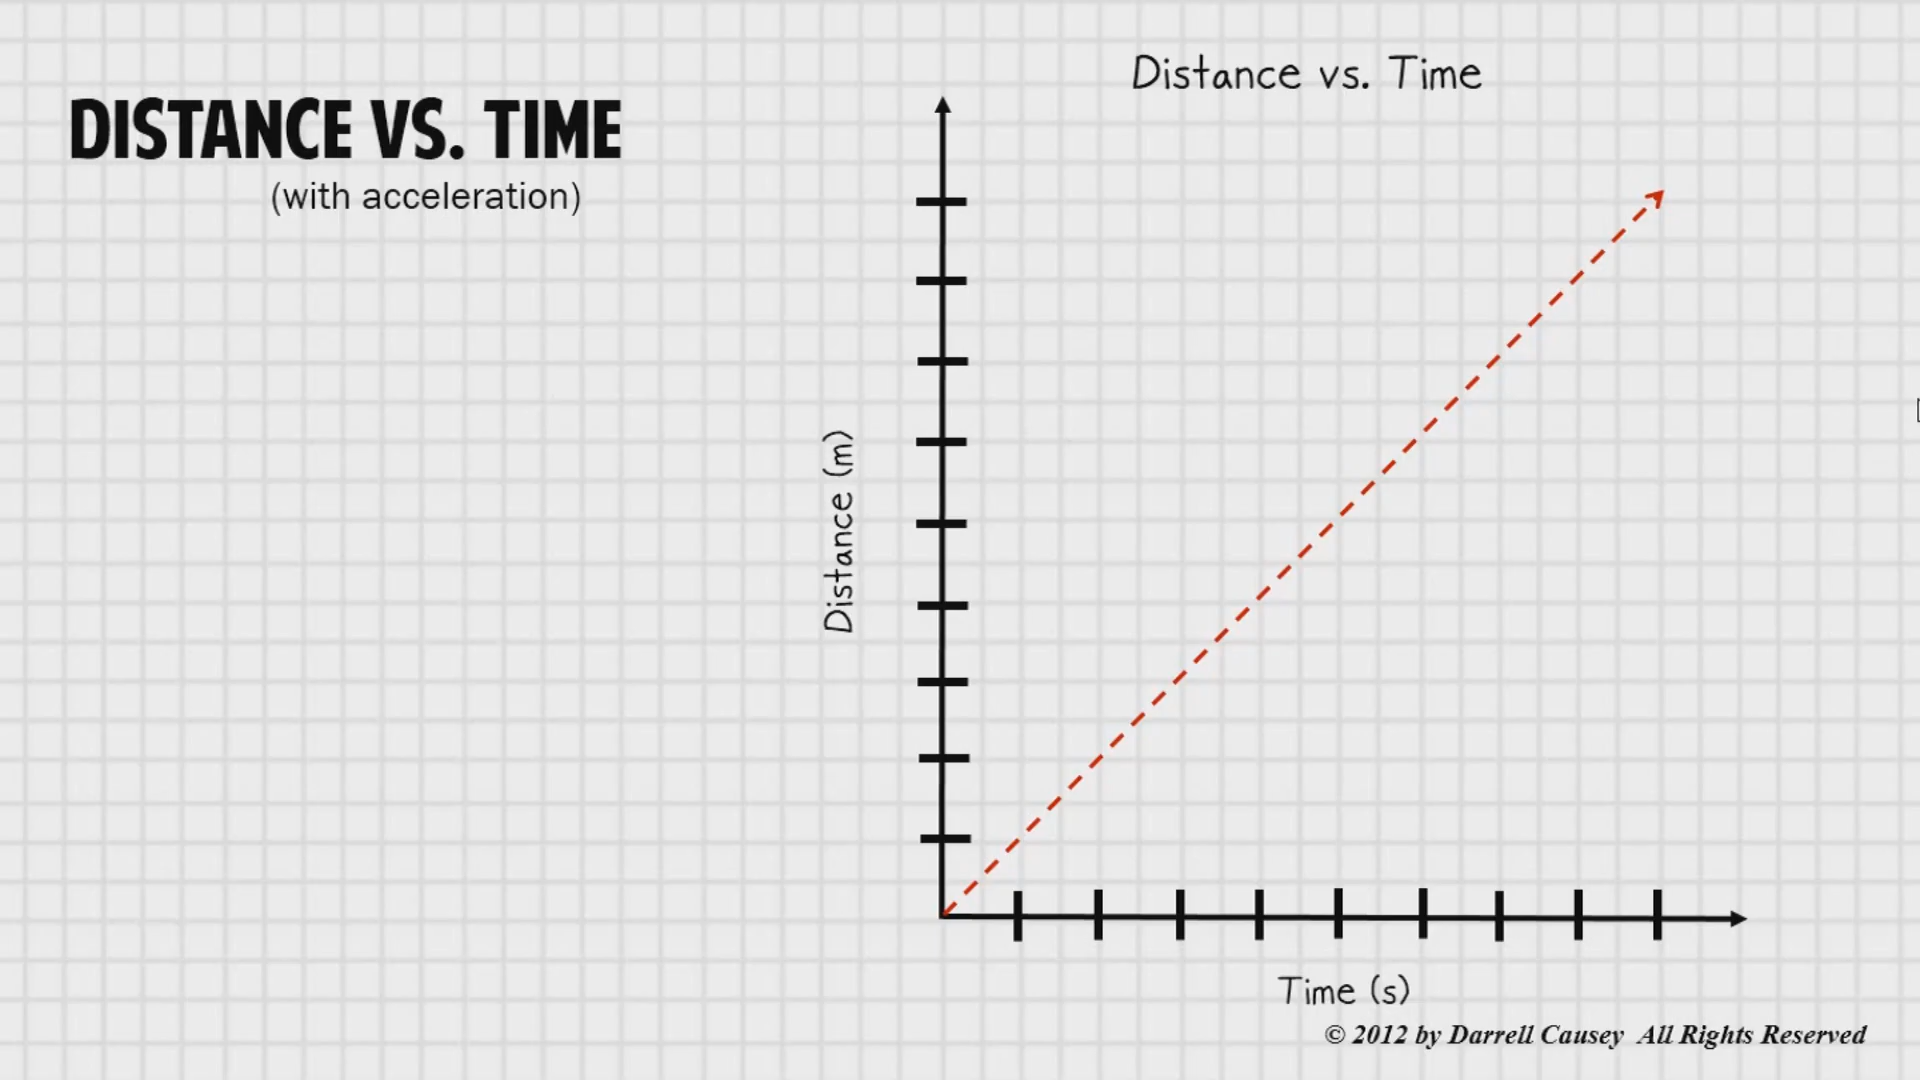 DISTANCE VS. TIME
(with acceleration)
Distance vs. Time
Distance (m)
Time (s)
© 2012 by Darrell Causey All Rights Reserved